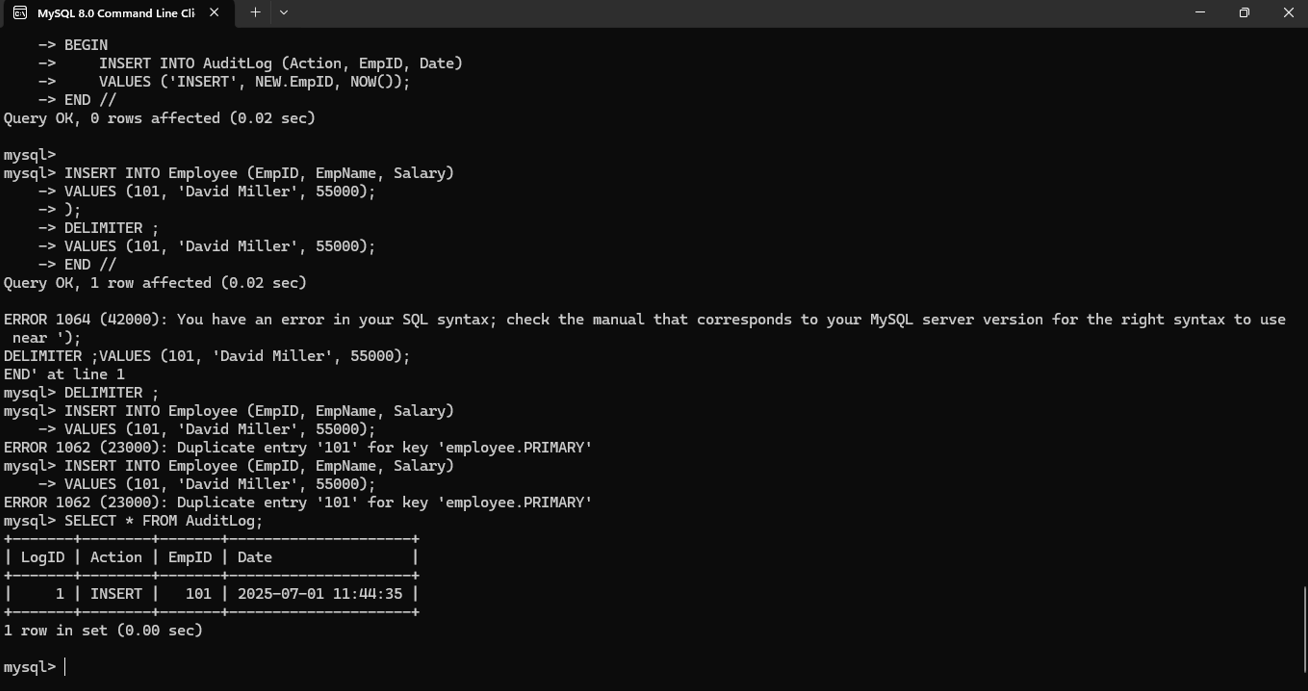 MySQL 8.0 Command Line Cli
    -> BEGIN
    ->     INSERT INTO AuditLog (Action, EmpID, Date)
    ->     VALUES ('INSERT', NEW.EmpID, NOW());
    -> END //
Query OK, 0 rows affected (0.02 sec)

mysql>
mysql> INSERT INTO Employee (EmpID, EmpName, Salary)
    -> VALUES (101, 'David Miller', 55000);
    -> );
    -> DELIMITER ;
    -> VALUES (101, 'David Miller', 55000);
    -> END //
Query OK, 1 row affected (0.02 sec)

ERROR 1064 (42000): You have an error in your SQL syntax; check the manual that corresponds to your MySQL server version for the right syntax to use
 near ');
DELIMITER ;VALUES (101, 'David Miller', 55000);
END' at line 1
mysql> DELIMITER ;
mysql> INSERT INTO Employee (EmpID, EmpName, Salary)
    -> VALUES (101, 'David Miller', 55000);
ERROR 1062 (23000): Duplicate entry '101' for key 'employee.PRIMARY'
mysql> INSERT INTO Employee (EmpID, EmpName, Salary)
    -> VALUES (101, 'David Miller', 55000);
ERROR 1062 (23000): Duplicate entry '101' for key 'employee.PRIMARY'
mysql> SELECT * FROM AuditLog;
+-------+--------+-------+---------------------+
| LogID | Action | EmpID | Date                |
+-------+--------+-------+---------------------+
|     1 | INSERT |   101 | 2025-07-01 11:44:35 |
+-------+--------+-------+---------------------+
1 row in set (0.00 sec)

mysql>